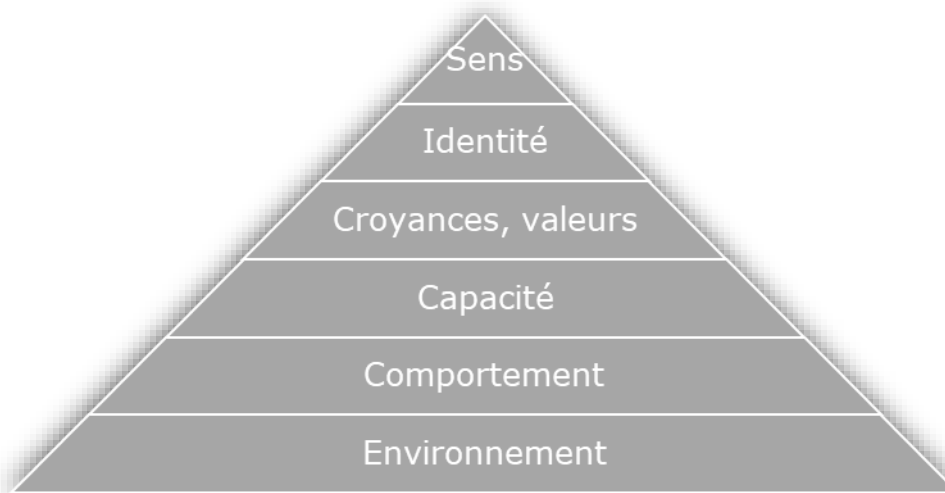 Sens
Identité
Croyances, valeurs
Capacité
Comportement
Environnement